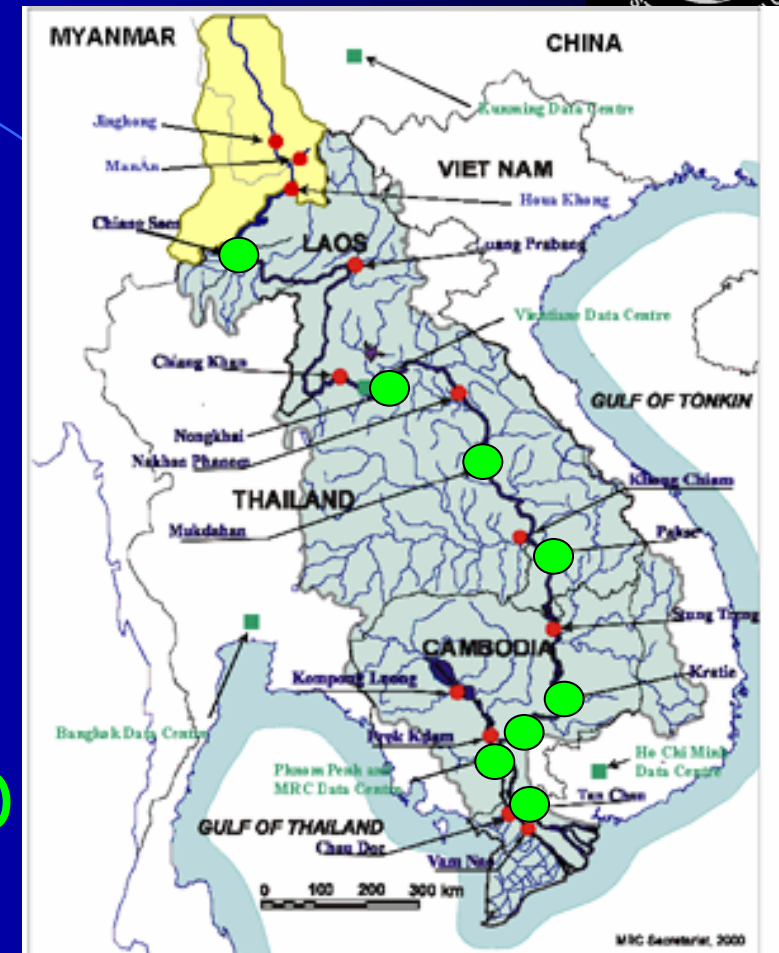 MYANMAR
CHINA
Kunming Data Centre
Jinghong
ManAn
VIET NAM
Houa Khong
Chiang Saen
LAOS
uang Prabang
Vientiane Data Centre
Chiang Khan
GULF OF TONKIN
Nongkhai
Nakhon Phanom
Khong Chiam
THAILAND
Mukdahan
Pakse
Stung Treng
CAMBODIA
Kratie
Kompong Luong
Bangkok Data Centre
Prek Kdam
Ho Chi Minh
Data Centre
Phnom Penh and
MRC Data Centre
Tan Chau
GULF OF THAILAND
Chau Doc
Vam Nao
0 100 200 300 km
MRC Secretariat, 2000